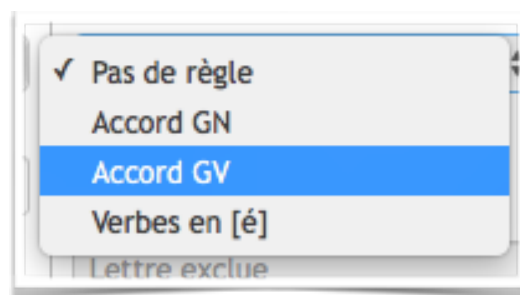 ✓ Pas de règle
Accord GN
Accord GV
Verbes en [é]
Lettre exclue